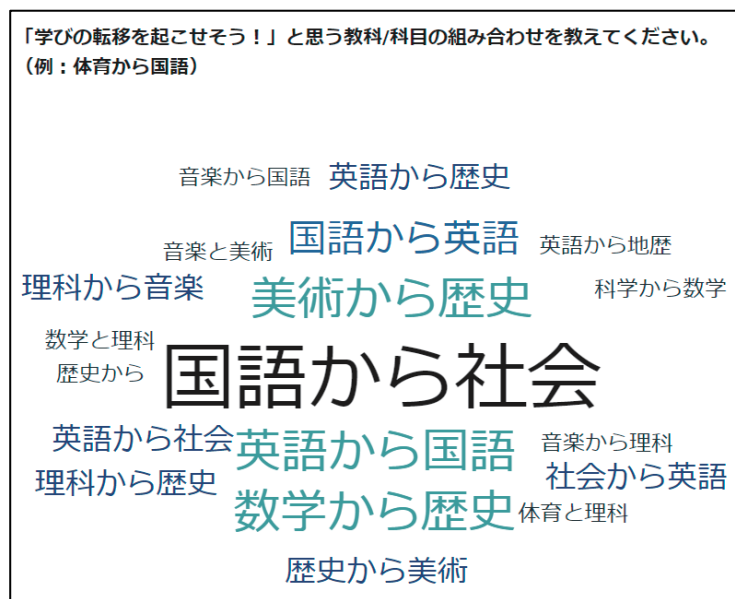 「学びの転移を起こせそう！」と思う教科/科目の組み合わせを教えてください。
（例：体育から国語）
音楽から国語
英語から歴史
音楽と美術
国語から英語
英語から地歴
理科から音楽
美術から歴史
科学から数学
数学と理科
歴史から
国語から社会
英語から社会
英語から国語
音楽から理科
理科から歴史
社会から英語
数学から歴史
体育と理科
歴史から美術